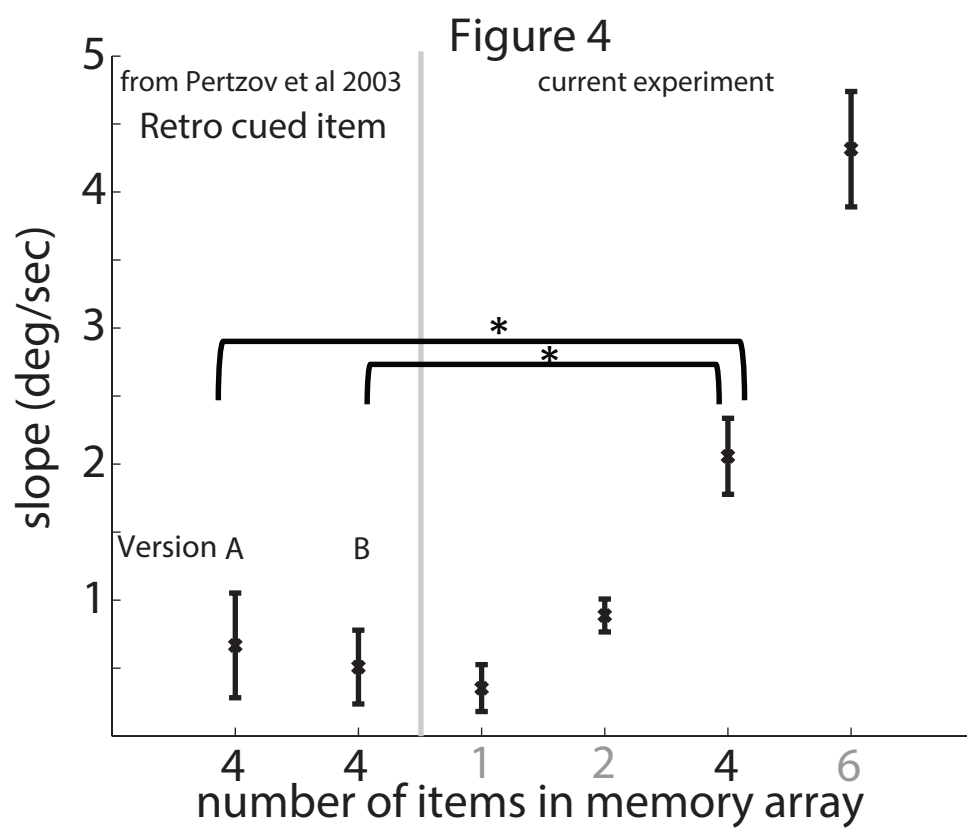 Figure 4
from Pertzov et al 2003
current experiment
Retro cued item
5
4
3
2
1
slope (deg/sec)
*
*
Version A
B
4 4 1 2 4 6
number of items in memory array